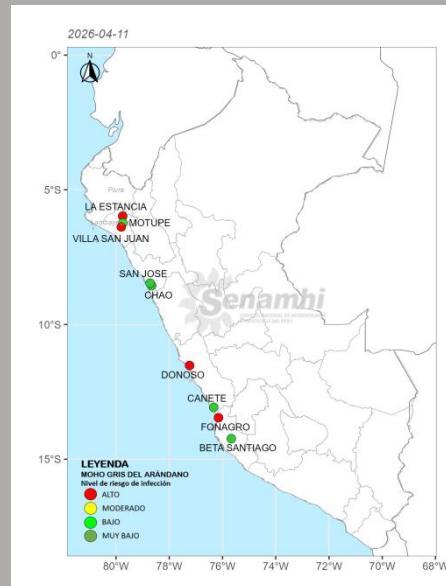 2026-04-11
0°
5°S
10°S
15°S
Piura
LA ESTANCIA
MOTUPE
VILLA SAN JUAN
SAN JOSE
CHAO
Senamhi
DONOSO
CANETE
FONAGRO
BETA SANTIAGO
LEYENDA
MOHO GRIS DEL ARÁNDANO
Nivel de riesgo de infección
ALTO
MODERADO
BAJO
MUY BAJO
80°W 78°W 76°W 74°W 72°W 70°W 68°W